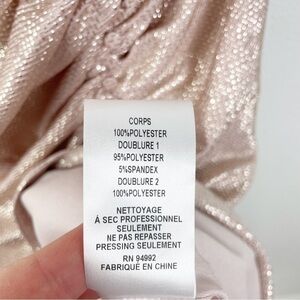 CORPS
100%POLYESTER
DOUBLURE 1
95%POLYESTER
5%SPANDEX
DOUBLURE 2
100%POLYESTER
NETTOYAGE
À SEC PROFESSIONNEL
SEULEMENT
NE PAS REPASSER
PRESSING SEULEMENT
RN 94992
FABRIQUÉ EN CHINE